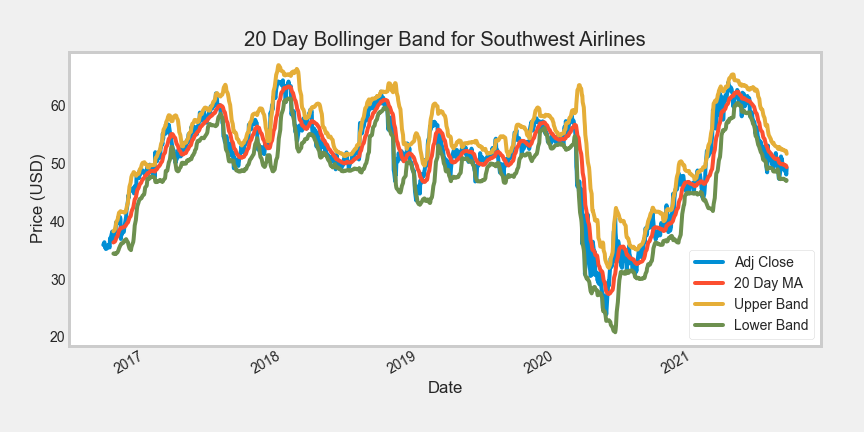 20 Day Bollinger Band for Southwest Airlines
Price (USD)
60
50
40
30
20
2017
2018
2019
2020
2021
Date
Adj Close
20 Day MA
Upper Band
Lower Band